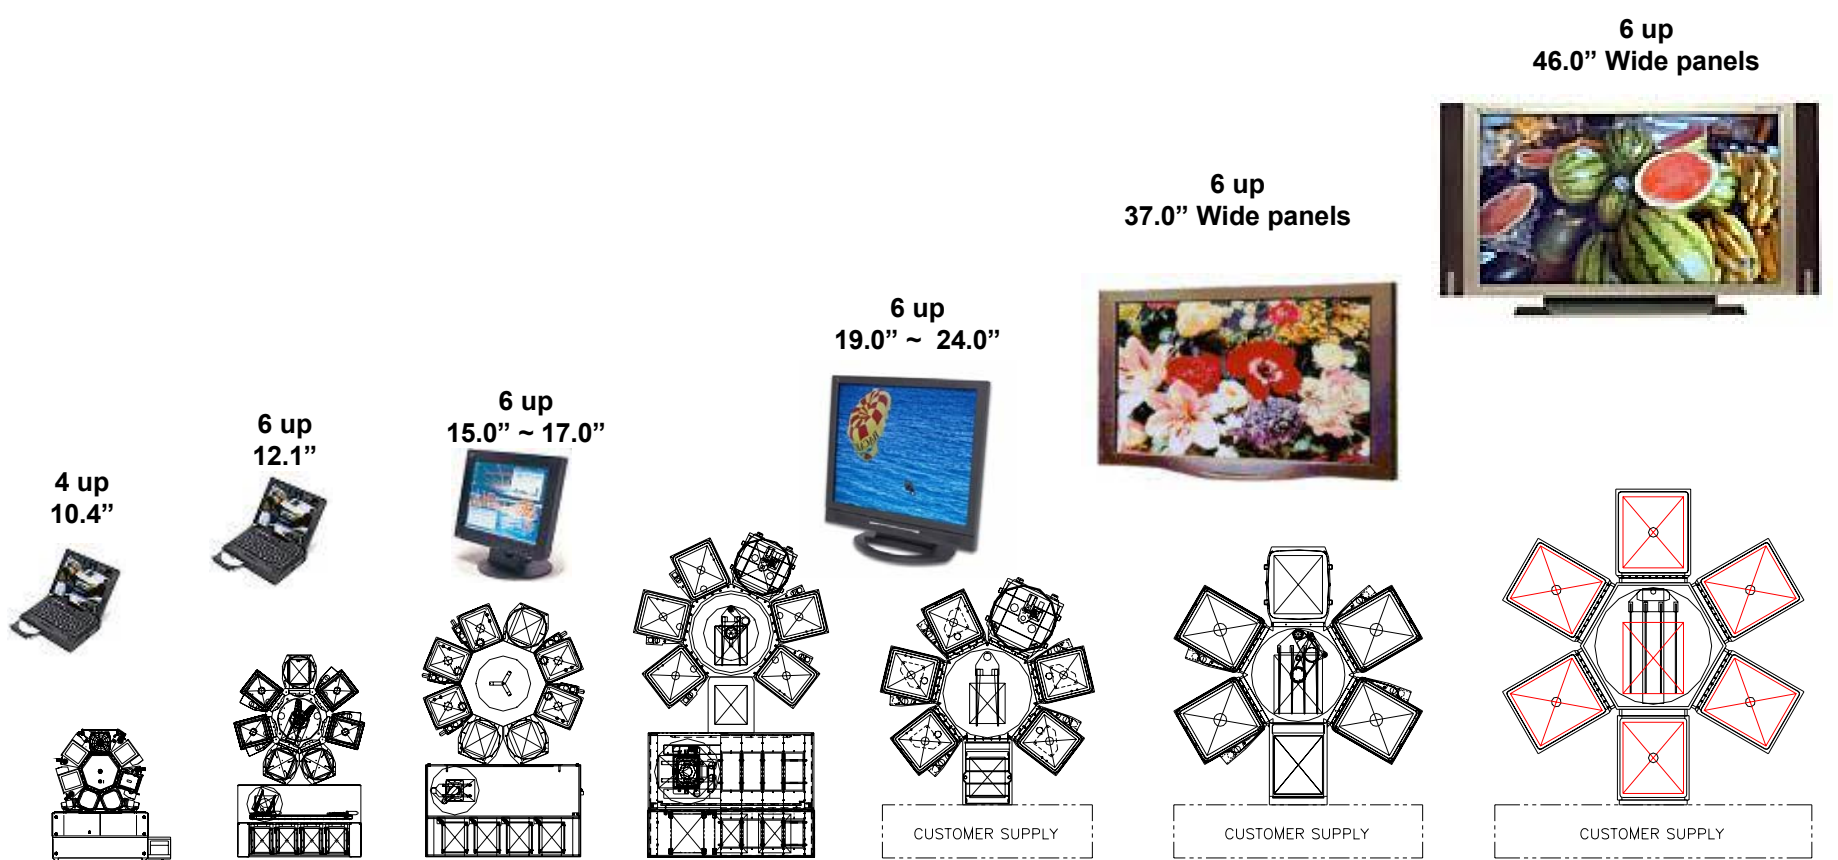 6 up
46.0” Wide panels
6 up
37.0” Wide panels
6 up
19.0” ~ 24.0”
6 up
15.0” ~ 17.0”
6 up
12.1”
4 up
10.4”
CUSTOMER SUPPLY
CUSTOMER SUPPLY
CUSTOMER SUPPLY